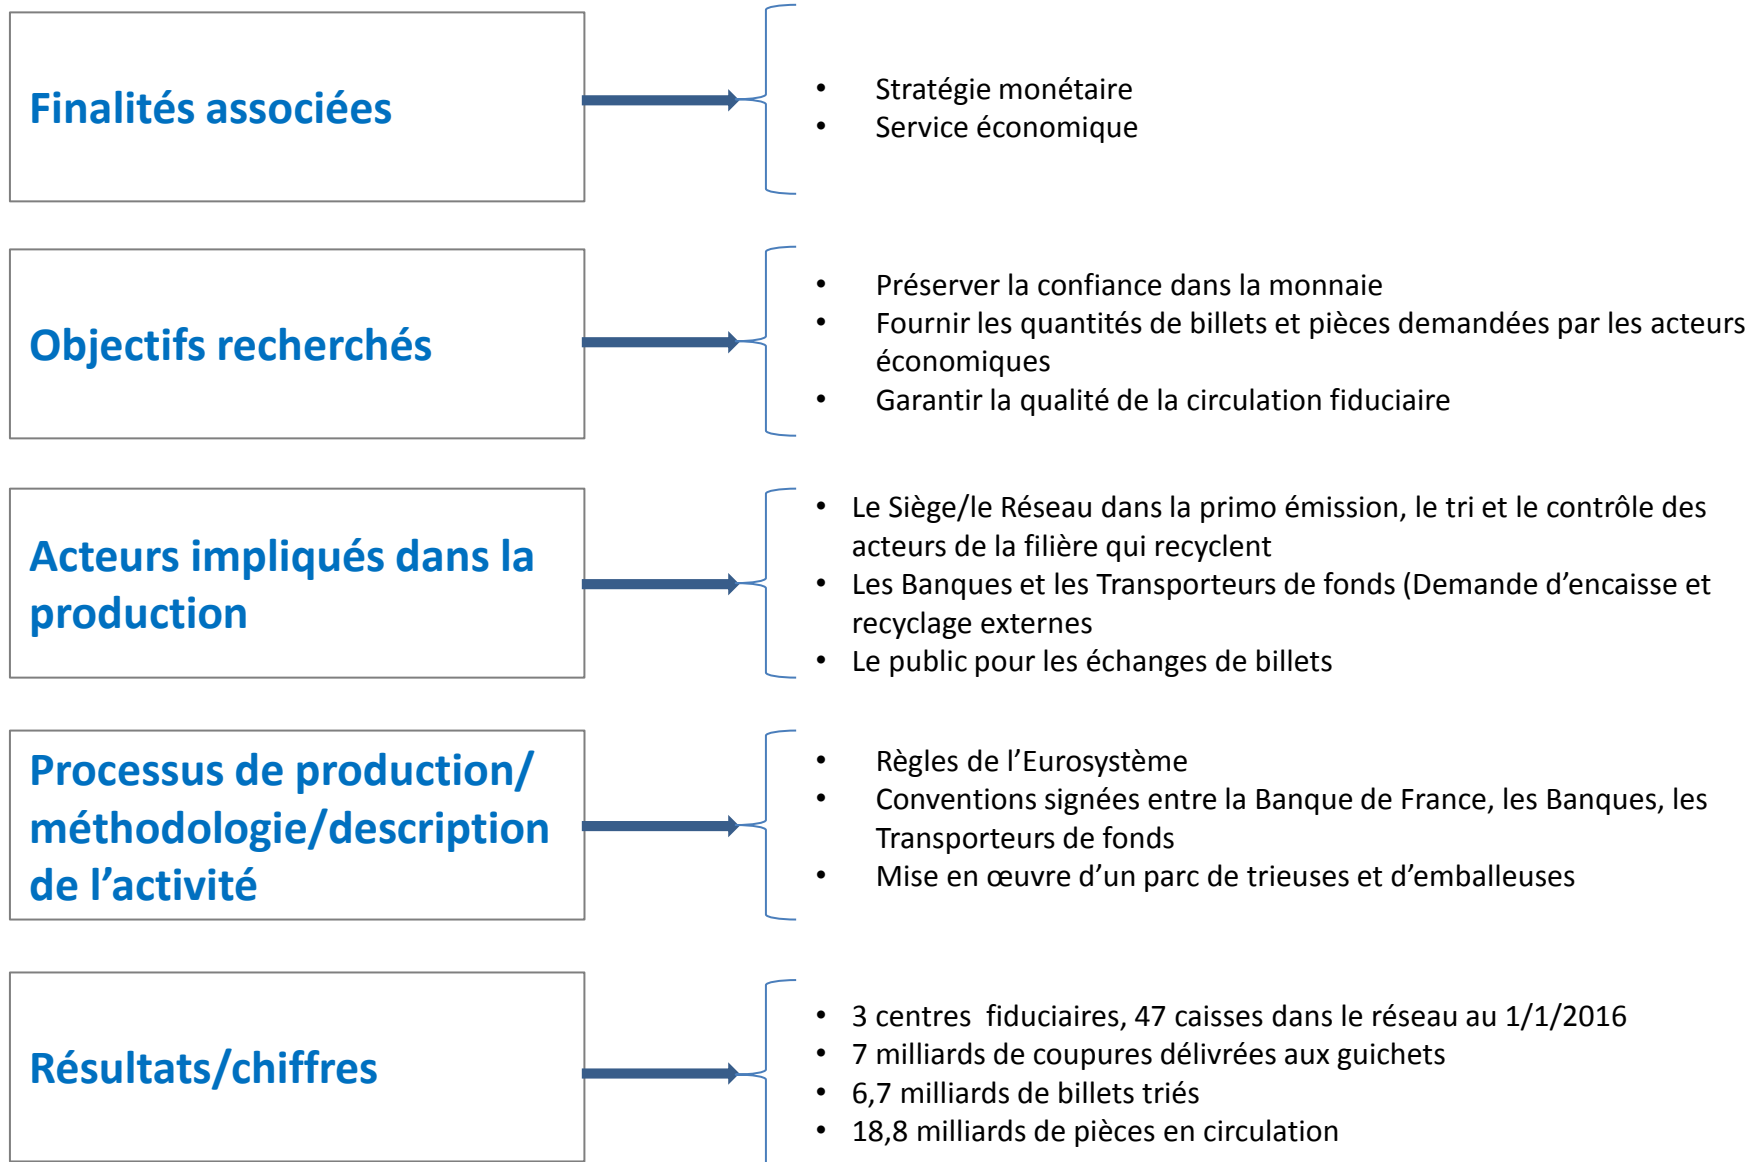 Finalités associées
• Stratégie monétaire
• Service économique
Objectifs recherchés
• Préserver la confiance dans la monnaie
• Fournir les quantités de billets et pièces demandées par les acteurs
économiques
• Garantir la qualité de la circulation fiduciaire
Acteurs impliqués dans la
production
• Le Siège/le Réseau dans la primo émission, le tri et le contrôle des
acteurs de la filière qui recyclent
• Les Banques et les Transporteurs de fonds (Demande d’encaisse et
recyclage externes
• Le public pour les échanges de billets
Processus de production/
méthodologie/description
de l’activité
• Règles de l’Eurosystème
• Conventions signées entre la Banque de France, les Banques, les
Transporteurs de fonds
• Mise en œuvre d’un parc de trieuses et d’emballeuses
Résultats/chiffres
• 3 centres fiduciaires, 47 caisses dans le réseau au 1/1/2016
• 7 milliards de coupures délivrées aux guichets
• 6,7 milliards de billets triés
• 18,8 milliards de pièces en circulation